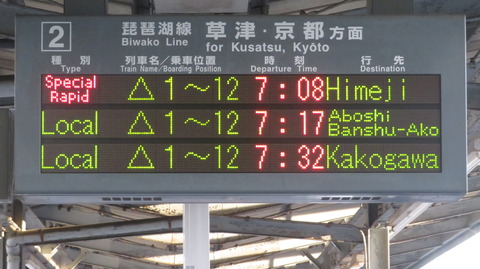 2 琵琶湖線 草津・京都方面
Biwako Line for Kusatsu, Kyōto
種別 列車名／乗車位置 時刻 行先
Type Train Name/Boarding Position Departure Time Destination
Special Rapid △ 1～12 7:08 Himeji
Local △ 1～12 7:17 Aboshi Banshu-Ako
Local △ 1～12 7:32 Kakogawa